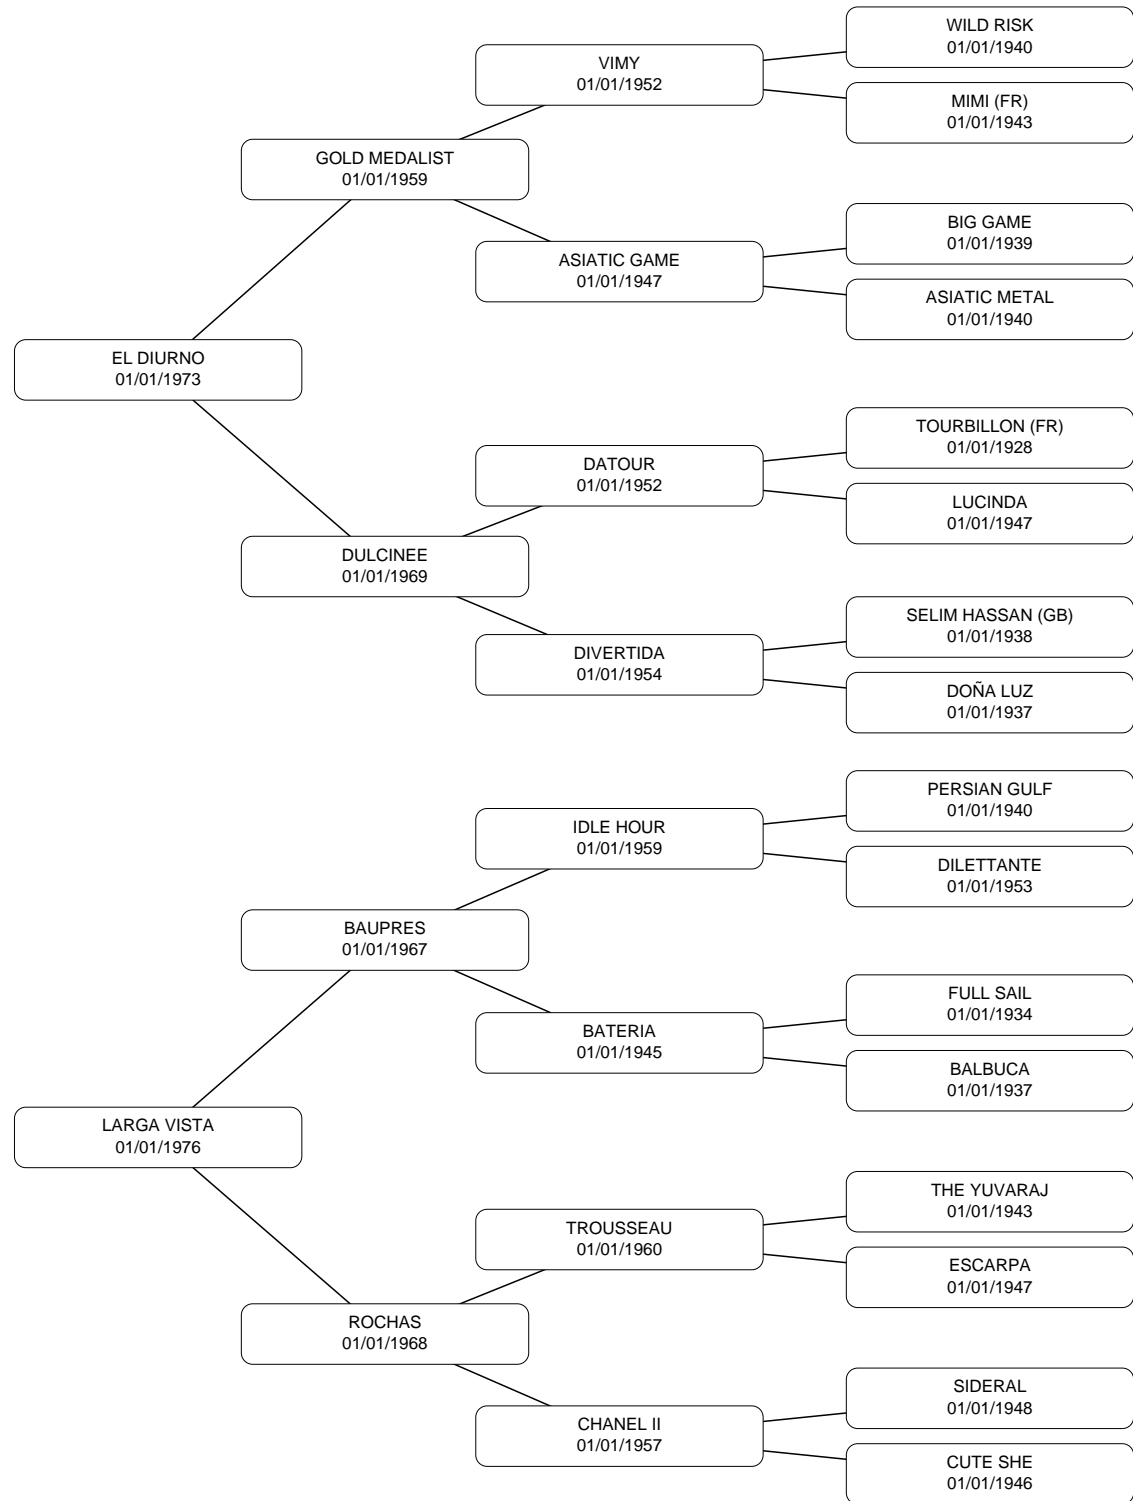 WILD RISK
01/01/1940
VIMY
01/01/1952
MIMI (FR)
01/01/1943
GOLD MEDALIST
01/01/1959
BIG GAME
01/01/1939
ASIATIC GAME
01/01/1947
ASIATIC METAL
01/01/1940
EL DIURNO
01/01/1973
TOURBILLON (FR)
01/01/1928
DATOUR
01/01/1952
LUCINDA
01/01/1947
DULCINEE
01/01/1969
SELIM HASSAN (GB)
01/01/1938
DIVERTIDA
01/01/1954
DOÑA LUZ
01/01/1937
PERSIAN GULF
01/01/1940
IDLE HOUR
01/01/1959
DILETTANTE
01/01/1953
BAUPRES
01/01/1967
FULL SAIL
01/01/1934
BATERIA
01/01/1945
BALBUCA
01/01/1937
LARGA VISTA
01/01/1976
THE YUVARAJ
01/01/1943
TROUSSEAU
01/01/1960
ESCARPA
01/01/1947
ROCHAS
01/01/1968
SIDERAL
01/01/1948
CHANEL II
01/01/1957
CUTE SHE
01/01/1946